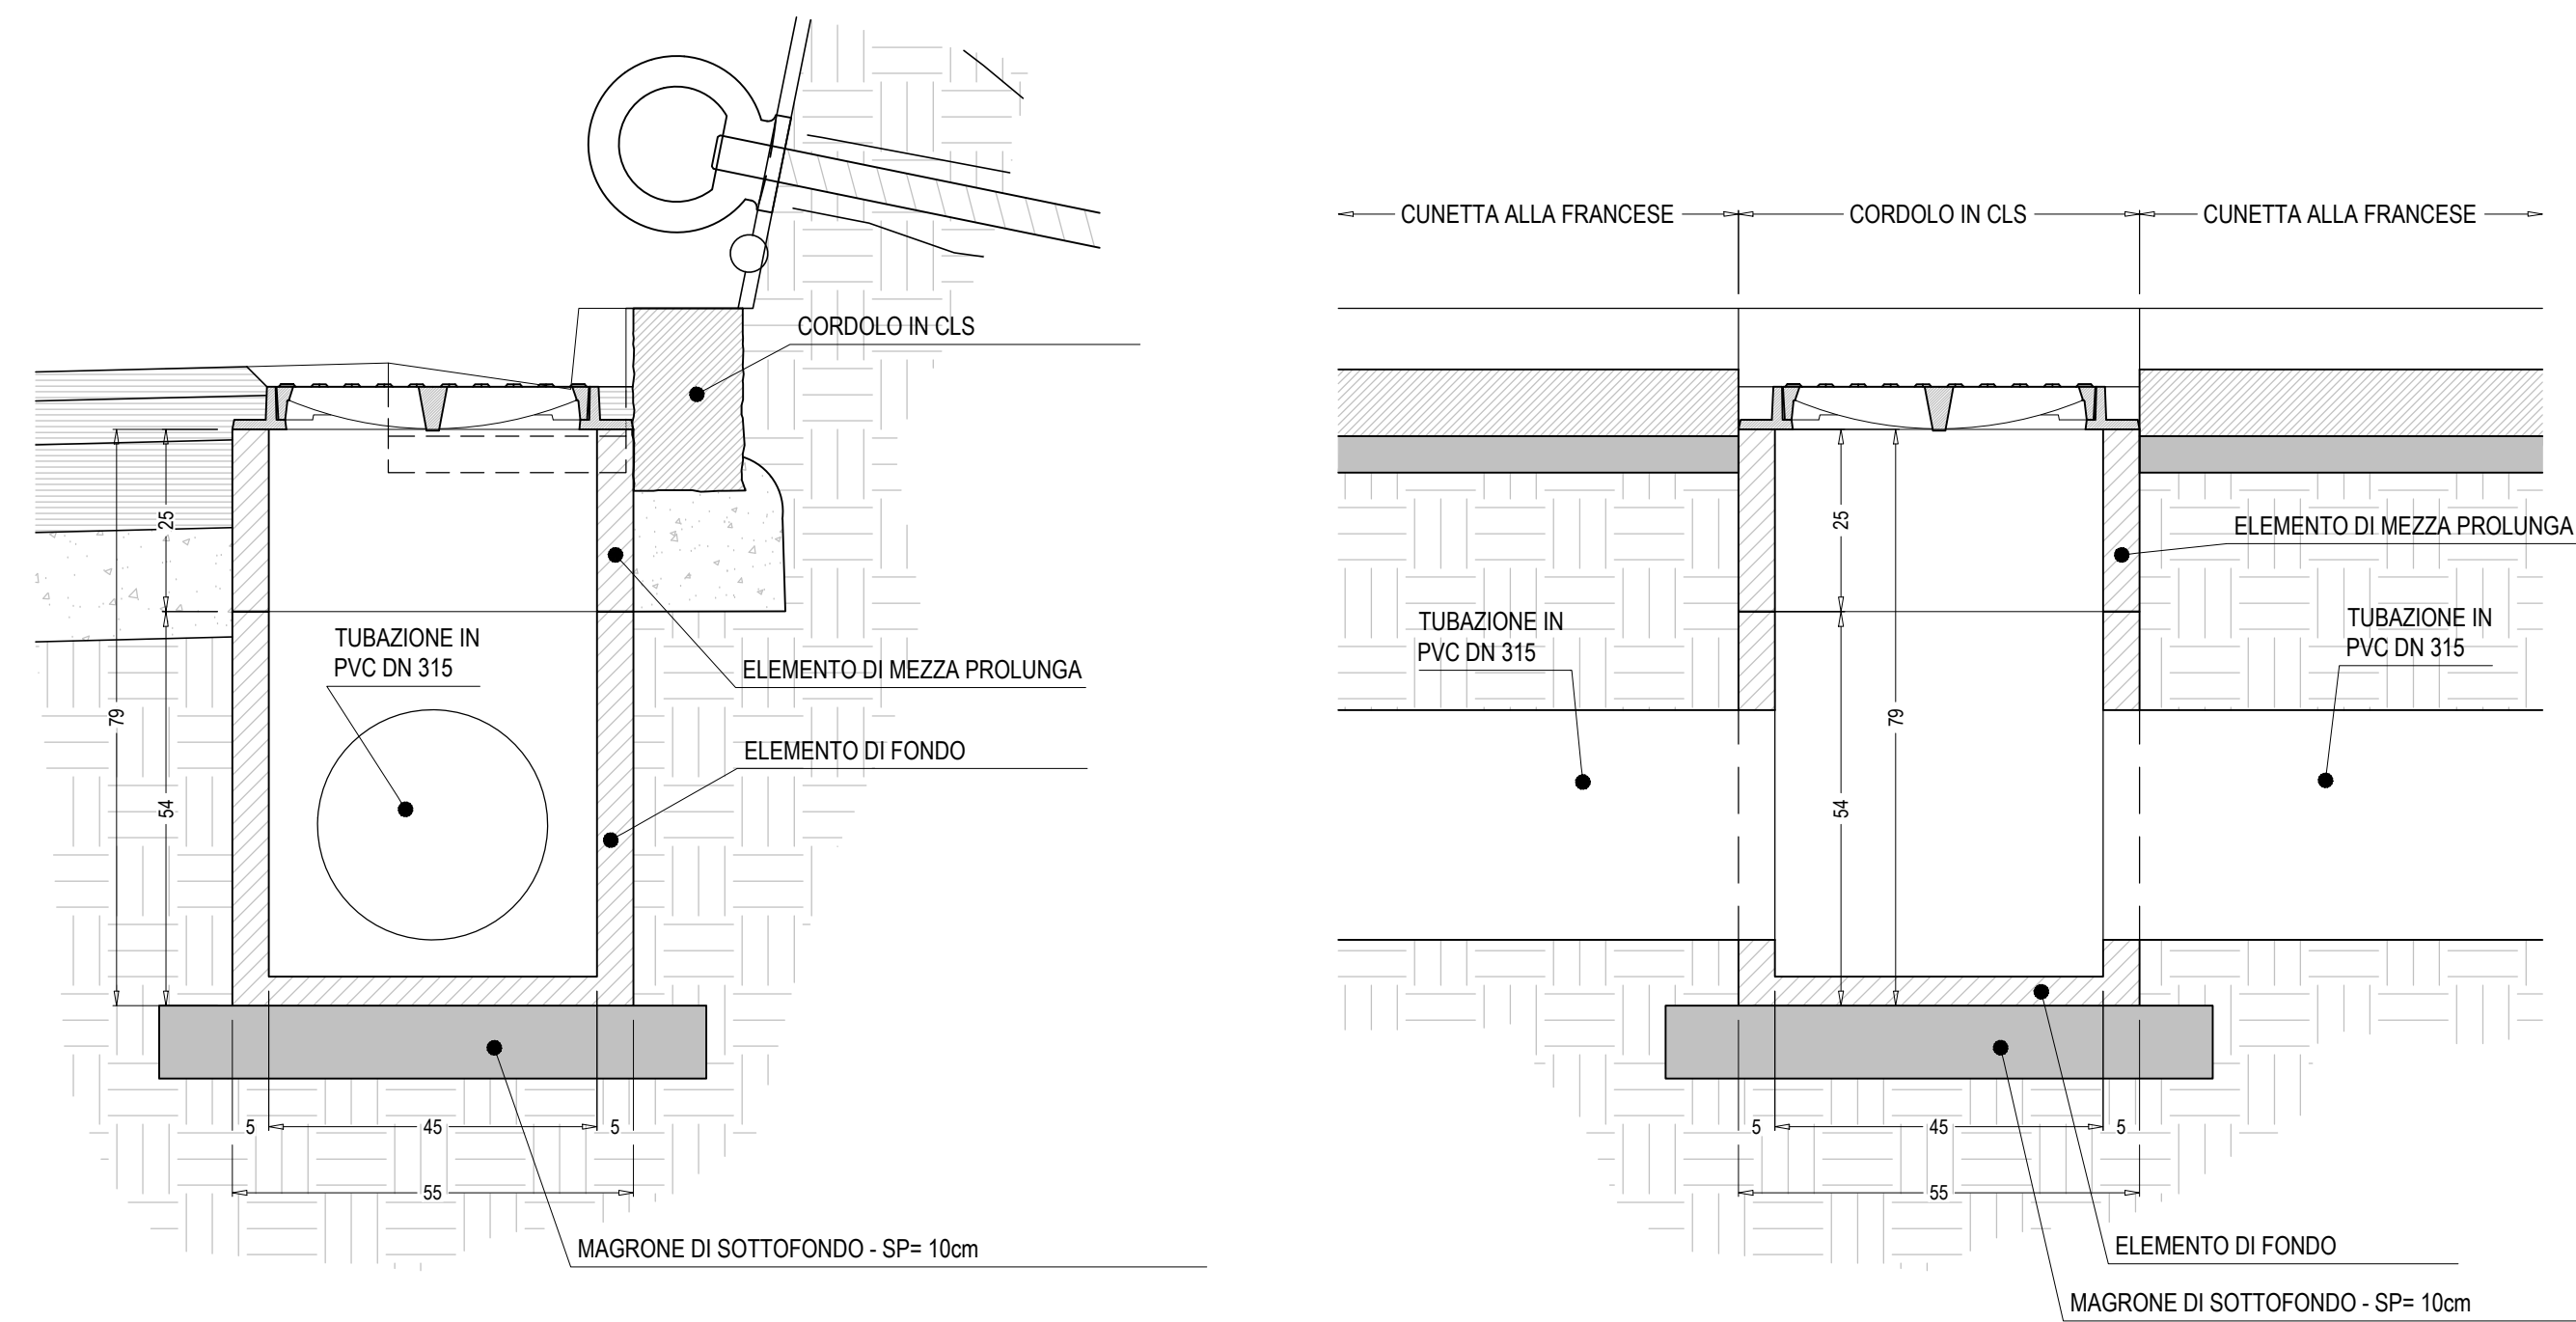 CORDOLO IN CLS
25
TUBAZIONE IN
PVC DN 315
ELEMENTO DI MEZZA PROLUNGA
79
ELEMENTO DI FONDO
54
5
45
5
55
MAGRONE DI SOTTOFONDO - SP= 10cm
CUNETTA ALLA FRANCESE
CORDOLO IN CLS
CUNETTA ALLA FRANCESE
25
ELEMENTO DI MEZZA PROLUNGA
TUBAZIONE IN
PVC DN 315
TUBAZIONE IN
PVC DN 315
79
54
5
45
5
55
ELEMENTO DI FONDO
MAGRONE DI SOTTOFONDO - SP= 10cm